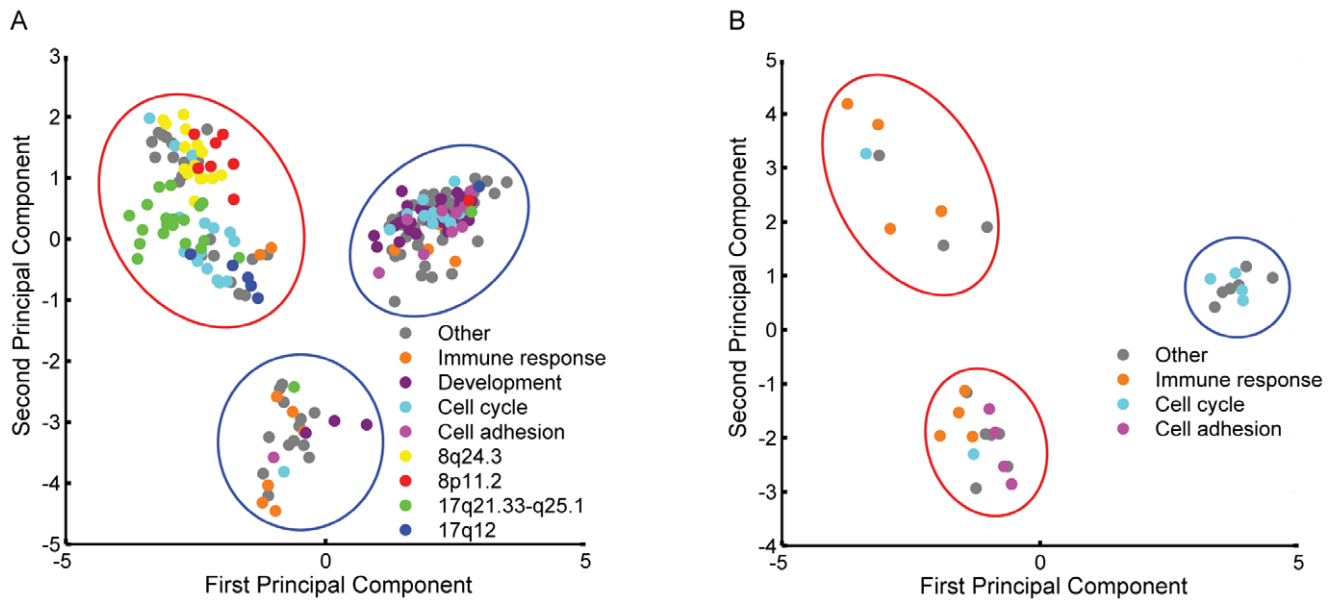 A
Second Principal Component
3
2
1
0
-1
-2
-3
-4
-5
-5
0
5
First Principal Component
Other
Immune response
Development
Cell cycle
Cell adhesion
8q24.3
8p11.2
17q21.33-q25.1
17q12
B
Second Principal Component
5
4
3
2
1
0
-1
-2
-3
-4
-5
0
5
First Principal Component
Other
Immune response
Cell cycle
Cell adhesion